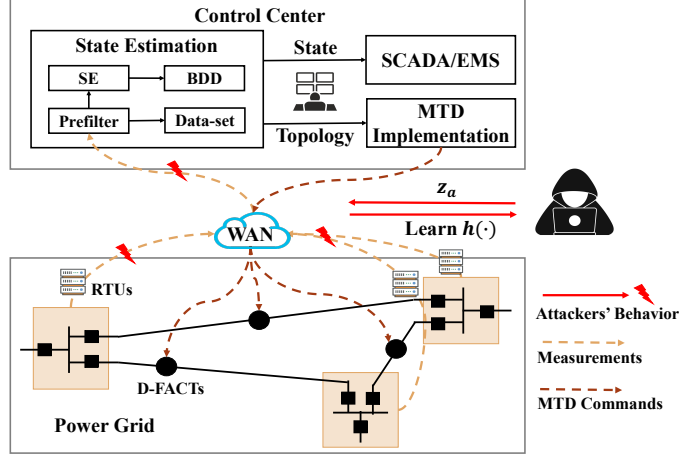 Control Center
State Estimation
SE
BDD
Prefilter
Data-set
State
Topology
SCADA/EMS
MTD
Implementation
WAN
z_a
Learn h(·)
RTUs
D-FACTs
Power Grid
Attackers' Behavior
Measurements
MTD Commands